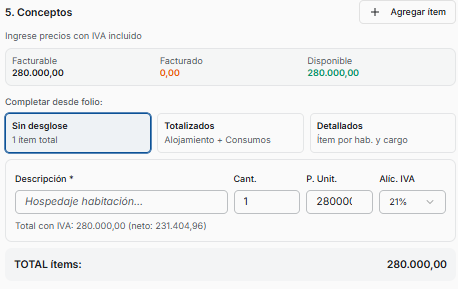 5. Conceptos
+ Agregar ítem
Ingrese precios con IVA incluido
Facturable Facturado Disponible
280.000,00 0,00 280.000,00
Completar desde folio:
Sin desglose Totalizados Detallados
1 ítem total Alojamiento + Consumos Ítem por hab. y cargo
Descripción * Cant. P. Unit. Alíc. IVA
Hospedaje habitación... 1 28000 21%
Total con IVA: 280.000,00 (neto: 231.404,96)
TOTAL ítems: 280.000,00